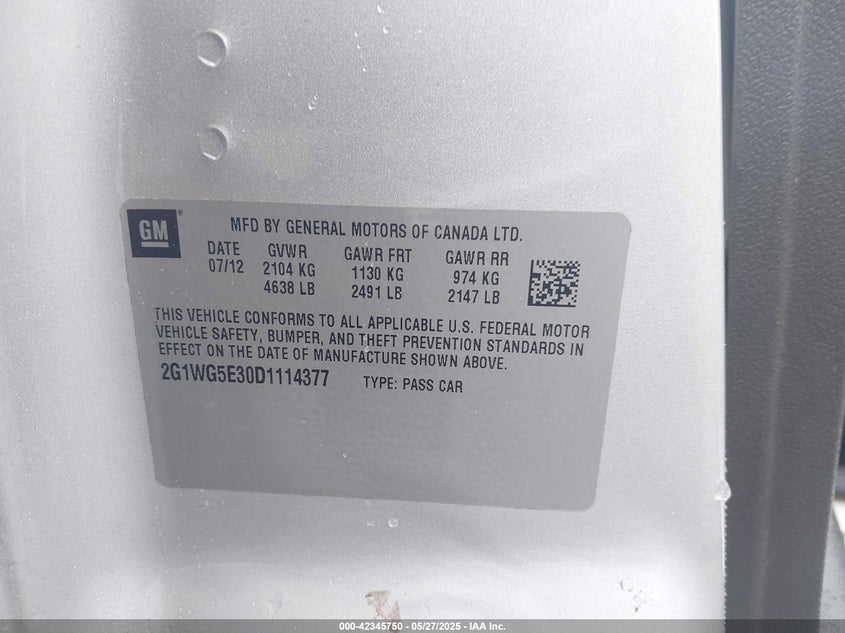 GM
MFD BY GENERAL MOTORS OF CANADA LTD.
DATE GVWR GAWR FRT GAWR RR
07/12 2104 KG 1130 KG 974 KG
4638 LB 2491 LB 2147 LB
THIS VEHICLE CONFORMS TO ALL APPLICABLE U.S. FEDERAL MOTOR
VEHICLE SAFETY, BUMPER, AND THEFT PREVENTION STANDARDS IN
EFFECT ON THE DATE OF MANUFACTURE SHOWN ABOVE.
2G1WG5E30D1114377 TYPE: PASS CAR
000-42345750 - 05/27/2025 - IAA Inc.